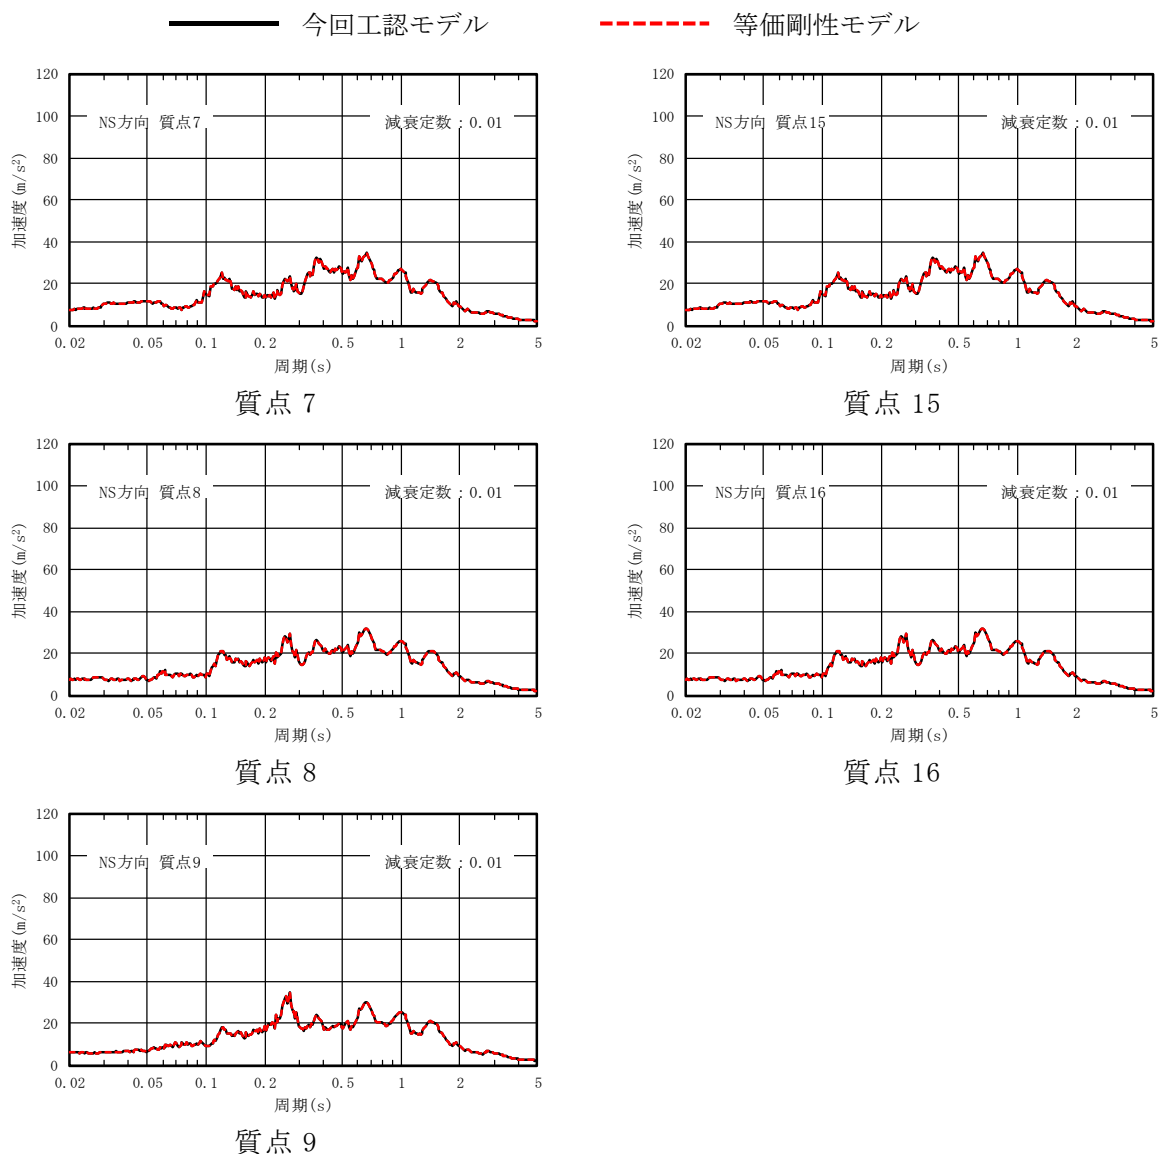 今回工認モデル 等価剛性モデル
120
100
80
60
40
20
0
加速度(m/s²)
NS方向 質点7 減衰定数：0.01
0.02 0.05 0.1 0.2 0.5 1 2 5
周期(s)
質点 7
120
100
80
60
40
20
0
加速度(m/s²)
NS方向 質点15 減衰定数：0.01
0.02 0.05 0.1 0.2 0.5 1 2 5
周期(s)
質点 15
120
100
80
60
40
20
0
加速度(m/s²)
NS方向 質点8 減衰定数：0.01
0.02 0.05 0.1 0.2 0.5 1 2 5
周期(s)
質点 8
120
100
80
60
40
20
0
加速度(m/s²)
NS方向 質点16 減衰定数：0.01
0.02 0.05 0.1 0.2 0.5 1 2 5
周期(s)
質点 16
120
100
80
60
40
20
0
加速度(m/s²)
NS方向 質点9 減衰定数：0.01
0.02 0.05 0.1 0.2 0.5 1 2 5
周期(s)
質点 9